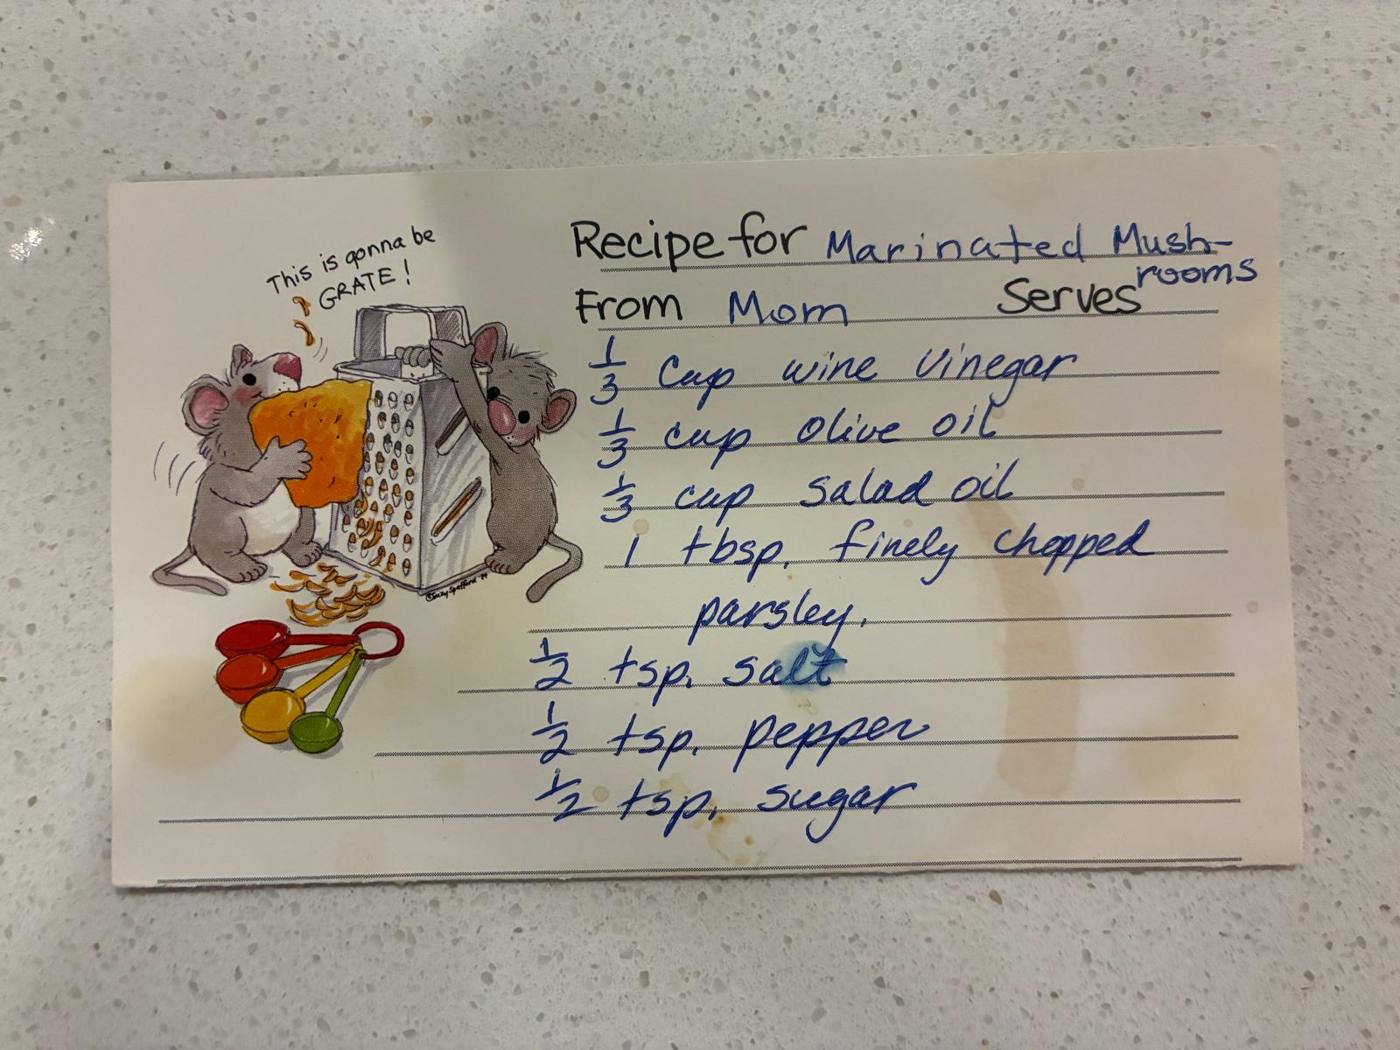 This is gonna be
GRATE!
Recipe for Marinated Mush-
rooms
From Mom Serves
1/3 cup wine vinegar
1/3 cup olive oil
1/3 cup salad oil
1 tbsp. finely chopped
parsley.
1/2 tsp. salt
1/2 tsp. pepper
1/2 tsp. sugar